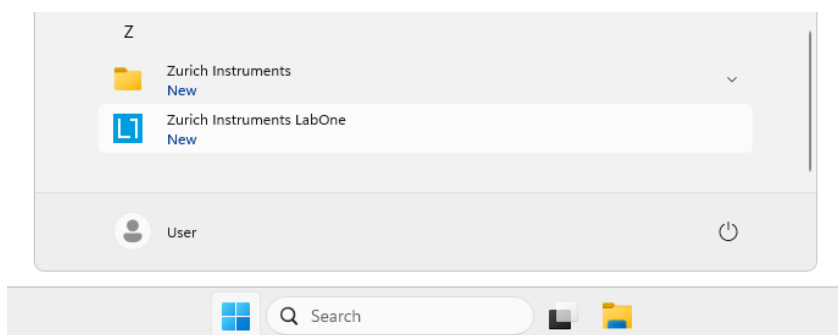 Z
Zurich Instruments
New
Zurich Instruments LabOne
New
User
Search